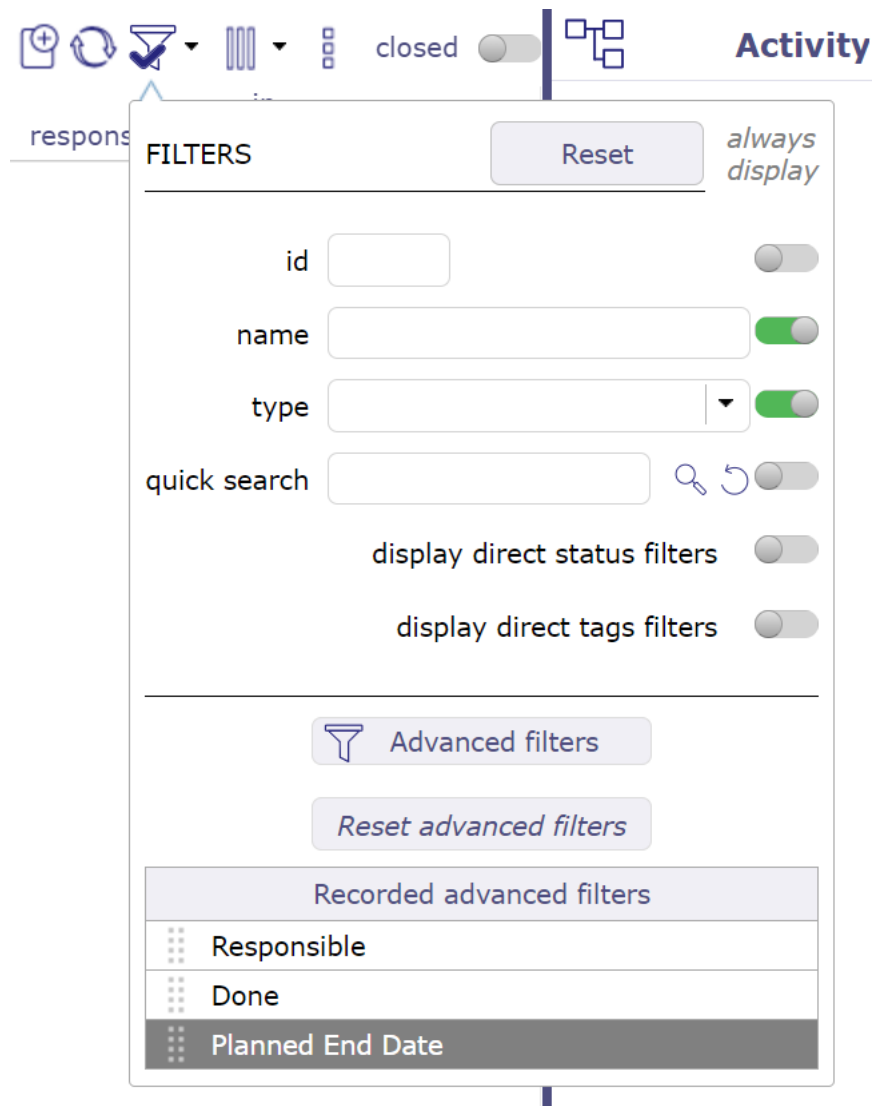 closed
Activity
respons
FILTERS
Reset
always
display
id
name
type
quick search
display direct status filters
display direct tags filters
Advanced filters
Reset advanced filters
Recorded advanced filters
Responsible
Done
Planned End Date